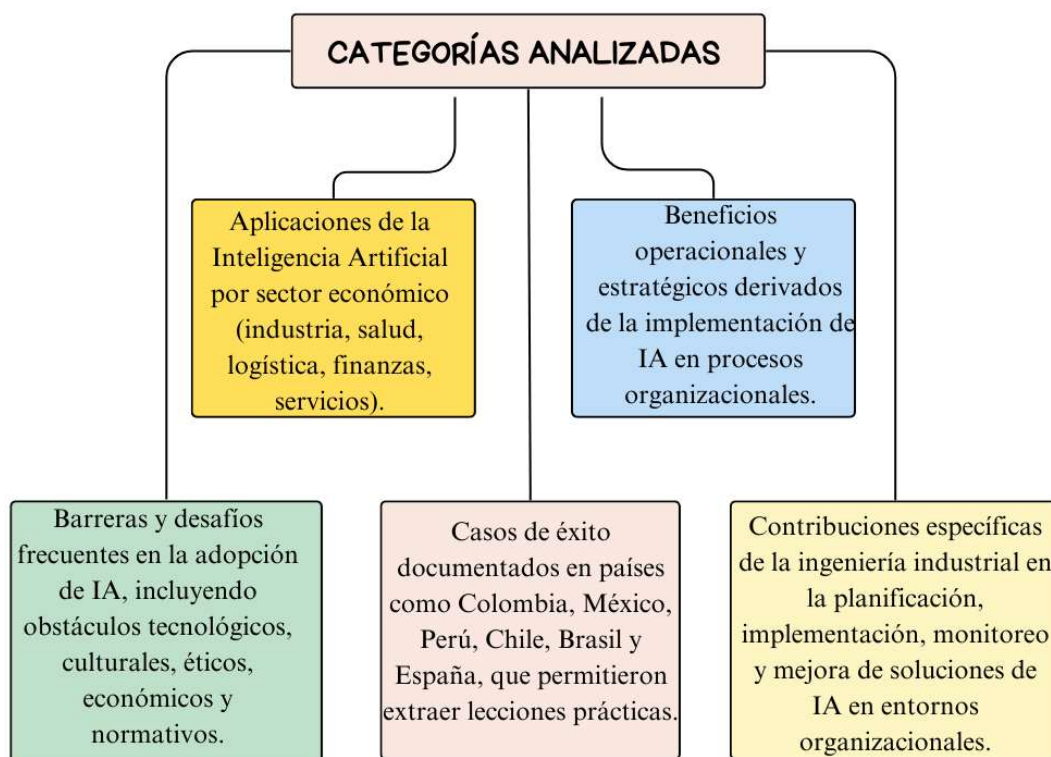 CATEGORÍAS ANALIZADAS
Aplicaciones de la
Inteligencia Artificial
por sector económico
(industria, salud,
logística, finanzas,
servicios).
Beneficios
operacionales y
estratégicos derivados
de la implementación de
IA en procesos
organizacionales.
Barreras y desafíos
frecuentes en la adopción
de IA, incluyendo
obstáculos tecnológicos,
culturales, éticos,
económicos y
normativos.
Casos de éxito
documentados en países
como Colombia, México,
Perú, Chile, Brasil y
España, que permitieron
extraer lecciones prácticas.
Contribuciones específicas
de la ingeniería industrial en
la planificación,
implementación, monitoreo
y mejora de soluciones de
IA en entornos
organizacionales.